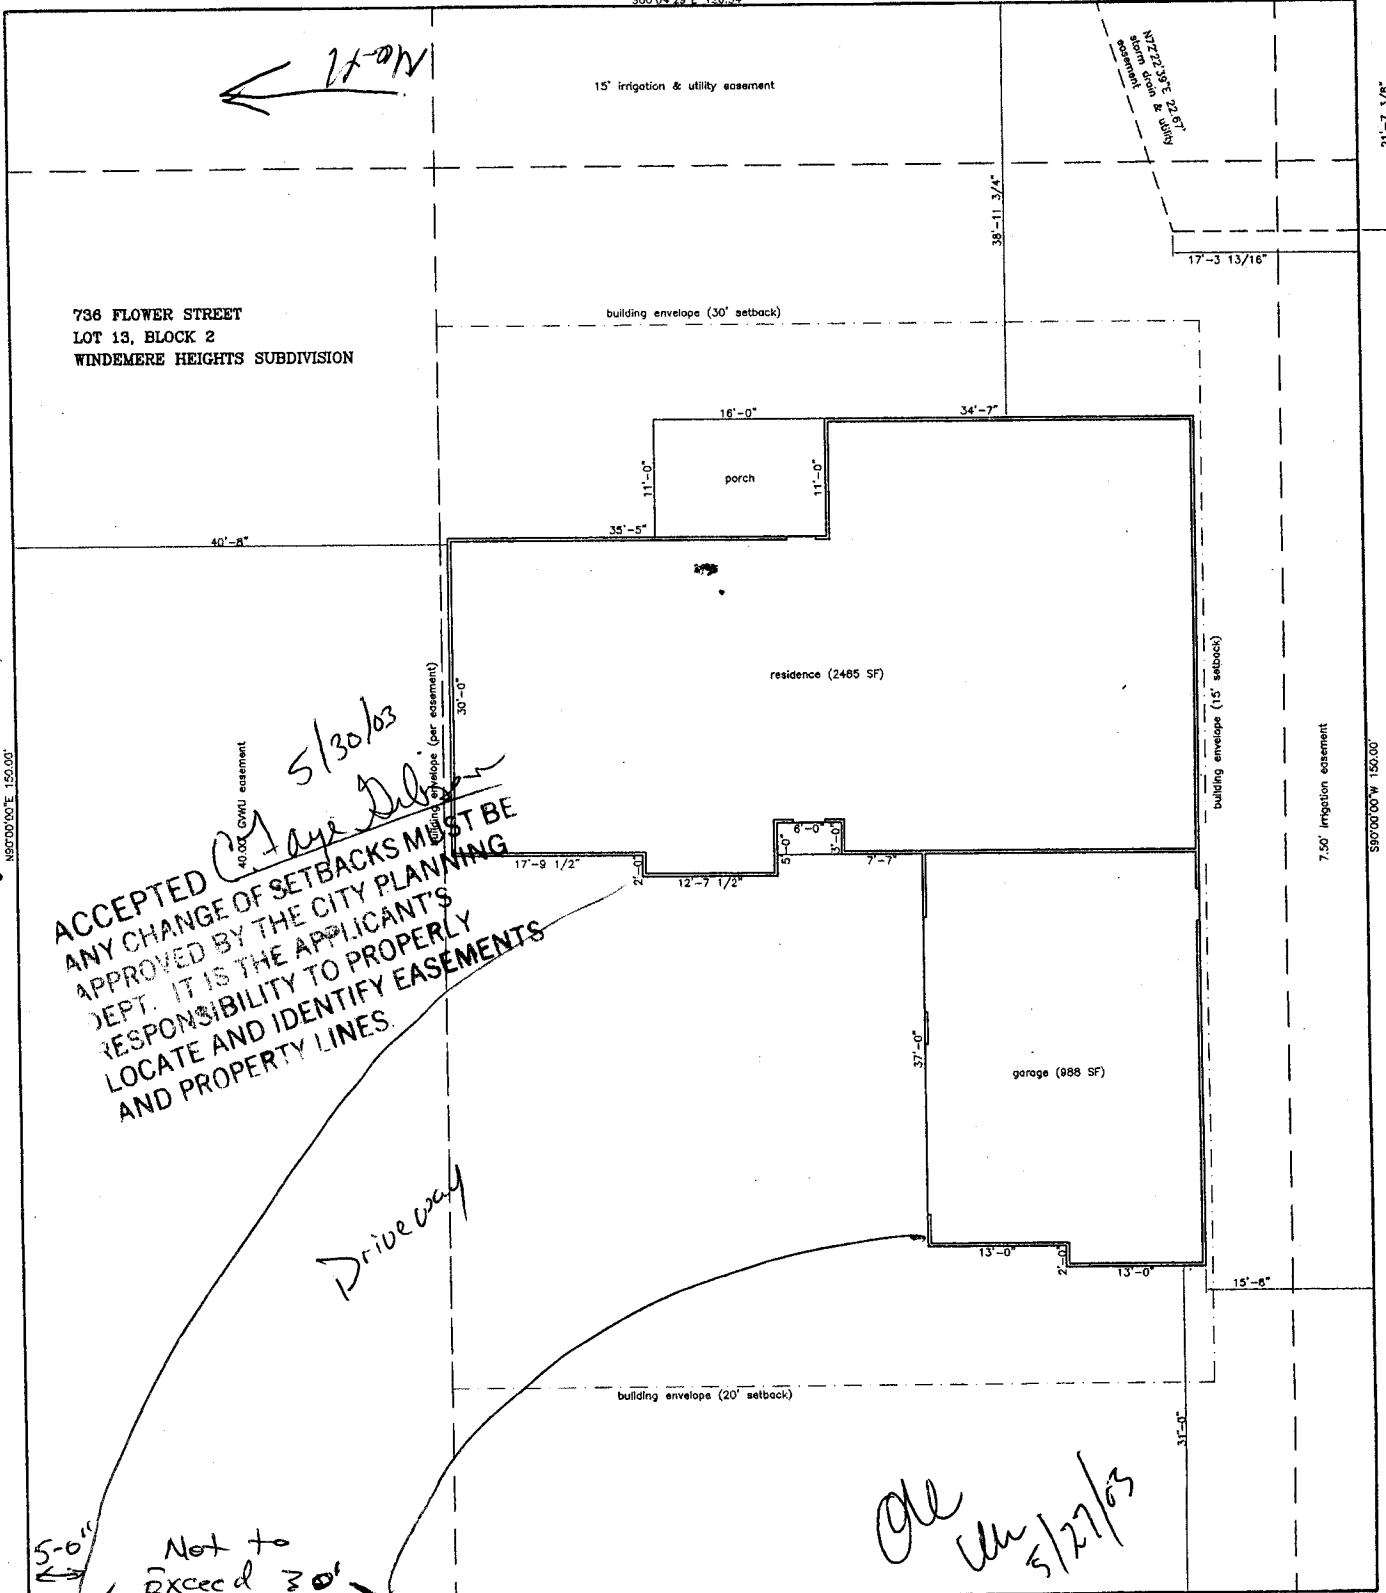 North
15' irrigation & utility easement
N72°22'39"E 22.67'
storm drain & utility
easement
21'-7 1/8"
38'-11 3/4"
17'-3 13/16"
736 FLOWER STREET
LOT 13, BLOCK 2
WINDEMERE HEIGHTS SUBDIVISION
building envelope (30' setback)
16'-0"
34'-7"
11'-0"
porch
11'-0"
35'-5"
40'-8"
residence (2465 SF)
30'-0"
building envelope (per easement)
building envelope (15' setback)
40.00' GVWU easement
N90°00'00"E 150.00'
7.50' irrigation easement
S90°00'00"W 150.00'
5/30/03
ACCEPTED C. Faye
ANY CHANGE OF SETBACKS MUST BE
APPROVED BY THE CITY PLANNING
DEPT. IT IS THE APPLICANT'S
RESPONSIBILITY TO PROPERLY
LOCATE AND IDENTIFY EASEMENTS
AND PROPERTY LINES.
6'-0"
5'-0"
3'-0"
17'-9 1/2"
2'-0"
12'-7 1/2"
7'-7"
37'-0"
garage (988 SF)
Driveway
13'-0"
2'-0"
13'-0"
15'-8"
building envelope (20' setback)
31'-0"
5/27/03
5-0"
Not to
Exceed 30'